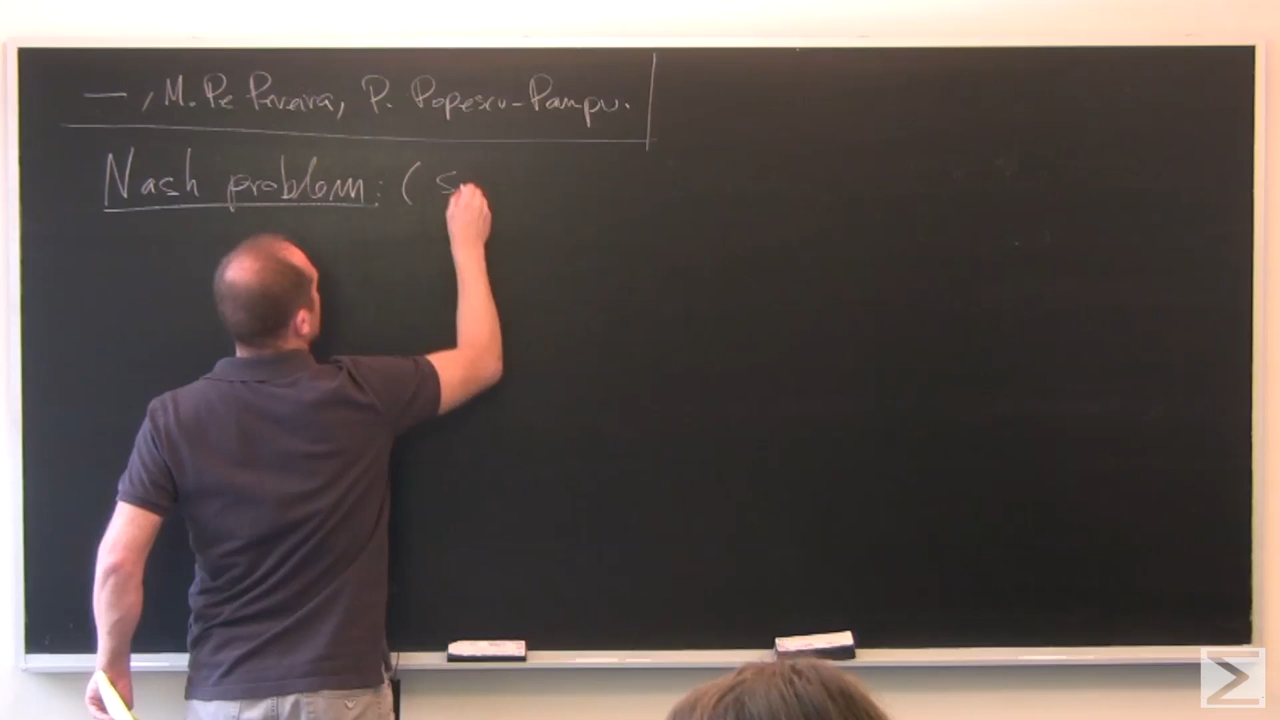 —, M. Pe Pereira, P. Popescu-Pampu.
Nash problem: ( s